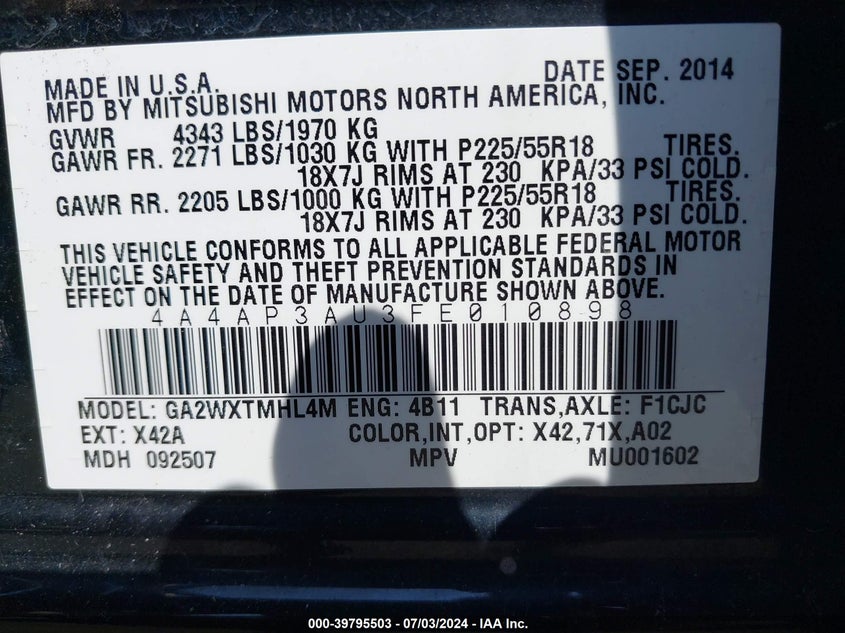 MADE IN U.S.A. DATE SEP. 2014
MFD BY MITSUBISHI MOTORS NORTH AMERICA, INC.
GVWR 4343 LBS/1970 KG
GAWR FR. 2271 LBS/1030 KG WITH P225/55R18 TIRES.
18X7J RIMS AT 230 KPA/33 PSI COLD.
GAWR RR. 2205 LBS/1000 KG WITH P225/55R18 TIRES.
18X7J RIMS AT 230 KPA/33 PSI COLD.
THIS VEHICLE CONFORMS TO ALL APPLICABLE FEDERAL MOTOR
VEHICLE SAFETY AND THEFT PREVENTION STANDARDS IN
EFFECT ON THE DATE OF MANUFACTURE SHOWN ABOVE.
4A4AP3AU3FE010898
MODEL: GA2WXTMHL4M ENG: 4B11 TRANS,AXLE: F1CJC
EXT: X42A COLOR,INT,OPT: X42,71X,A02
MDH 092507 MPV MU001602
000-39795503 - 07/03/2024 - IAA Inc.